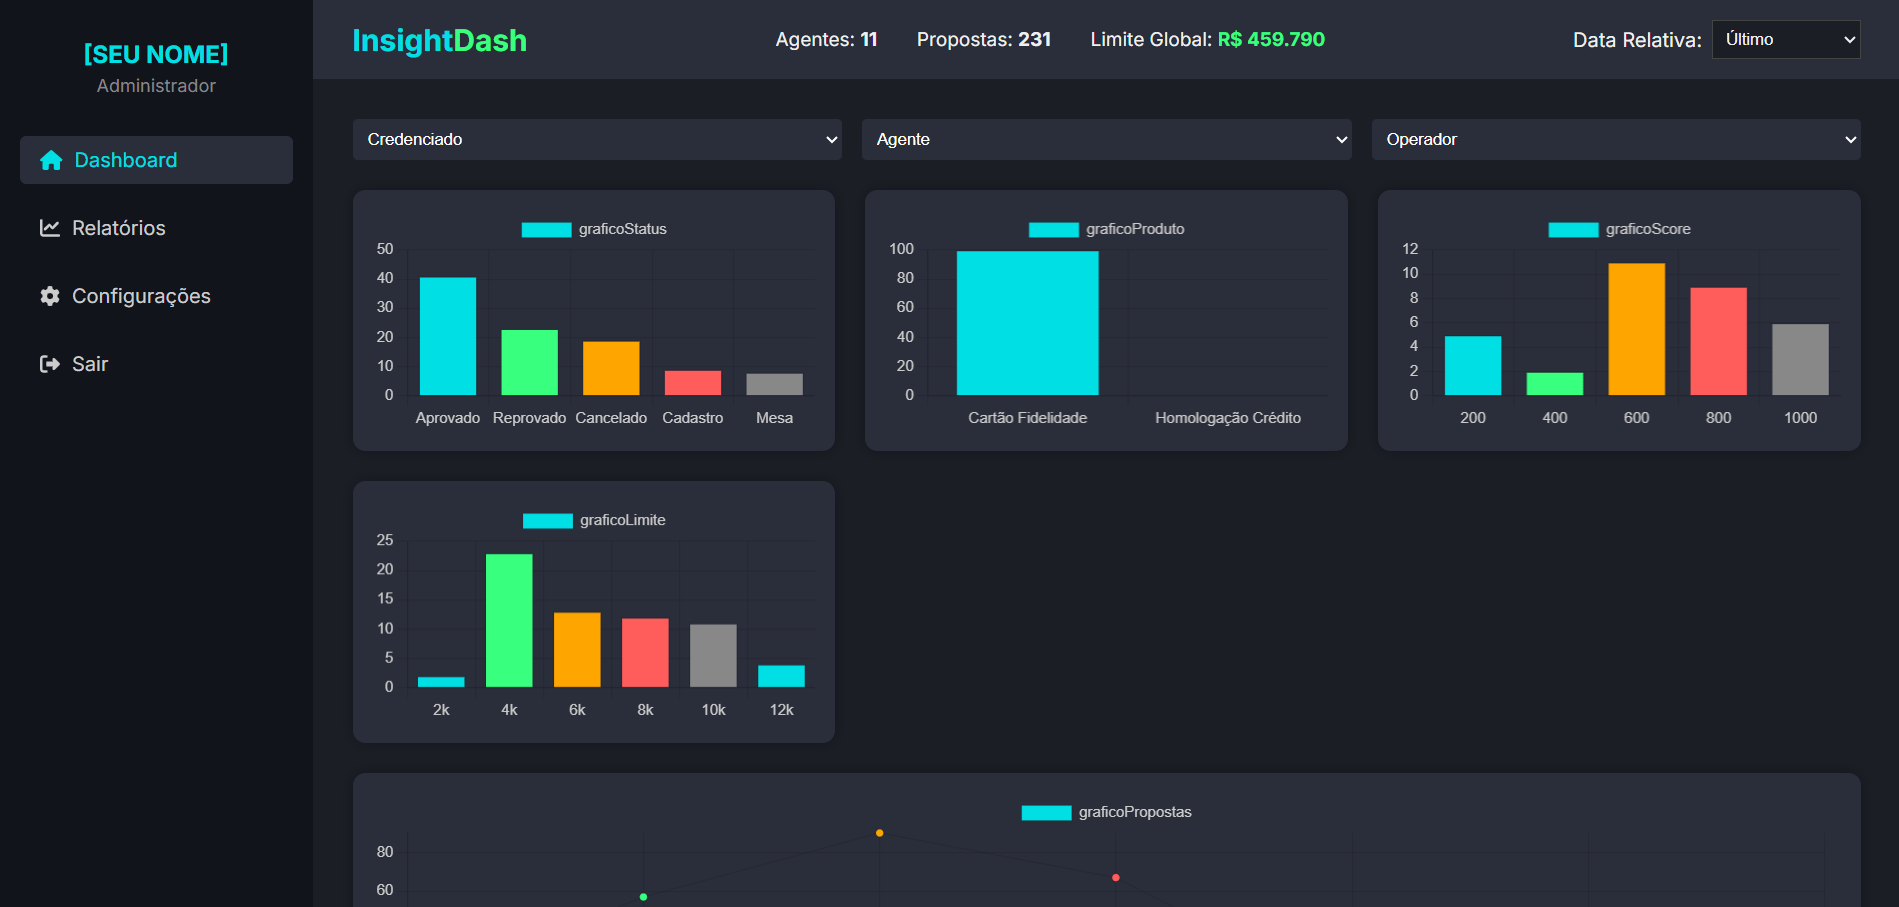 [SEU NOME]
Administrador
Dashboard
Relatórios
Configurações
Sair
InsightDash
Agentes: 11
Propostas: 231
Limite Global: R$ 459.790
Data Relativa:
Último
Credenciado
Agente
Operador
graficoStatus
50
40
30
20
10
0
Aprovado Reprovado Cancelado Cadastro Mesa
graficoProduto
100
80
60
40
20
0
Cartão Fidelidade Homologação Crédito
graficoScore
12
10
8
6
4
2
0
200 400 600 800 1000
graficoLimite
25
20
15
10
5
0
2k 4k 6k 8k 10k 12k
graficoPropostas
80
60